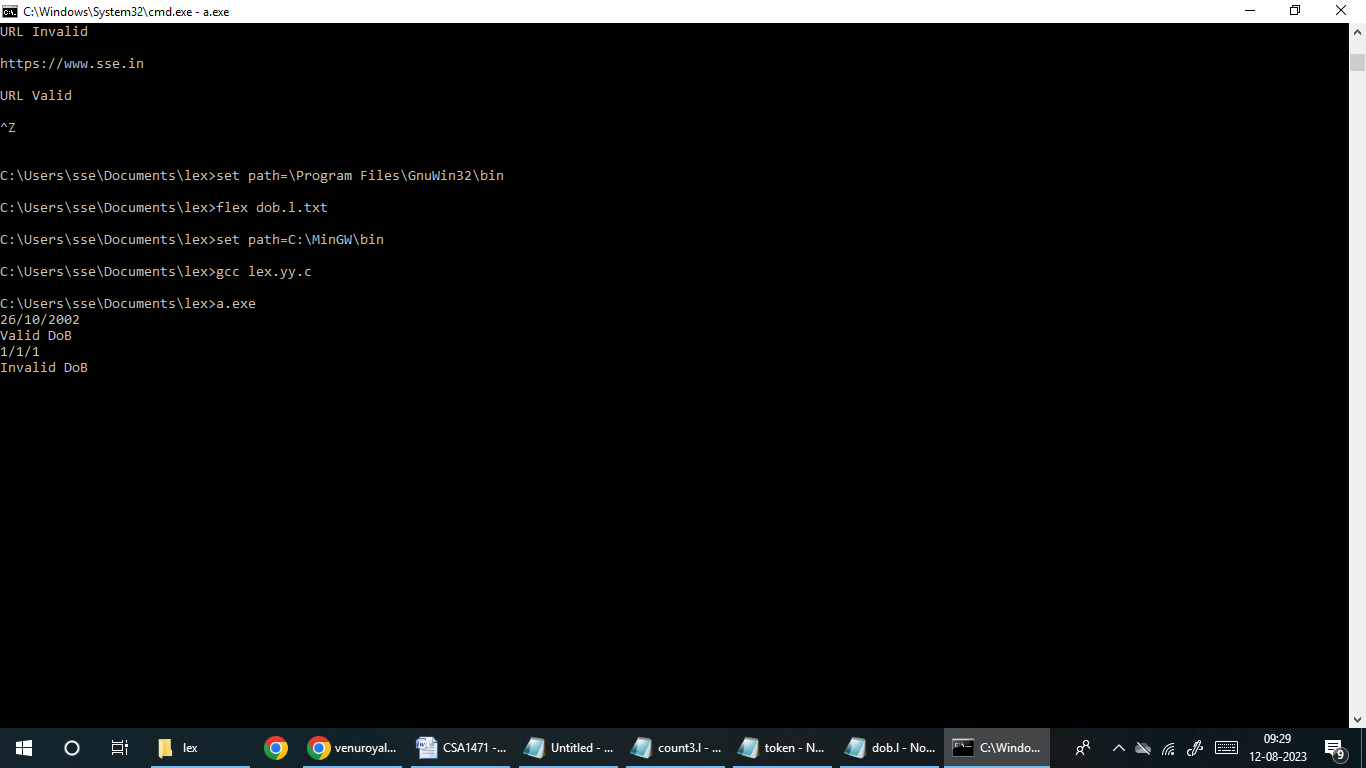 C:\Windows\System32\cmd.exe - a.exe
URL Invalid
https://www.sse.in
URL Valid
^Z
C:\Users\sse\Documents\lex>set path=\Program Files\GnuWin32\bin
C:\Users\sse\Documents\lex>flex dob.l.txt
C:\Users\sse\Documents\lex>set path=C:\MinGW\bin
C:\Users\sse\Documents\lex>gcc lex.yy.c
C:\Users\sse\Documents\lex>a.exe
26/10/2002
Valid DoB
1/1/1
Invalid DoB
lex venuroyal... CSA1471 -... Untitled - ... count3.l - ... token - N... dob.l - No... C:\Windo... 09:29
12-08-2023 9